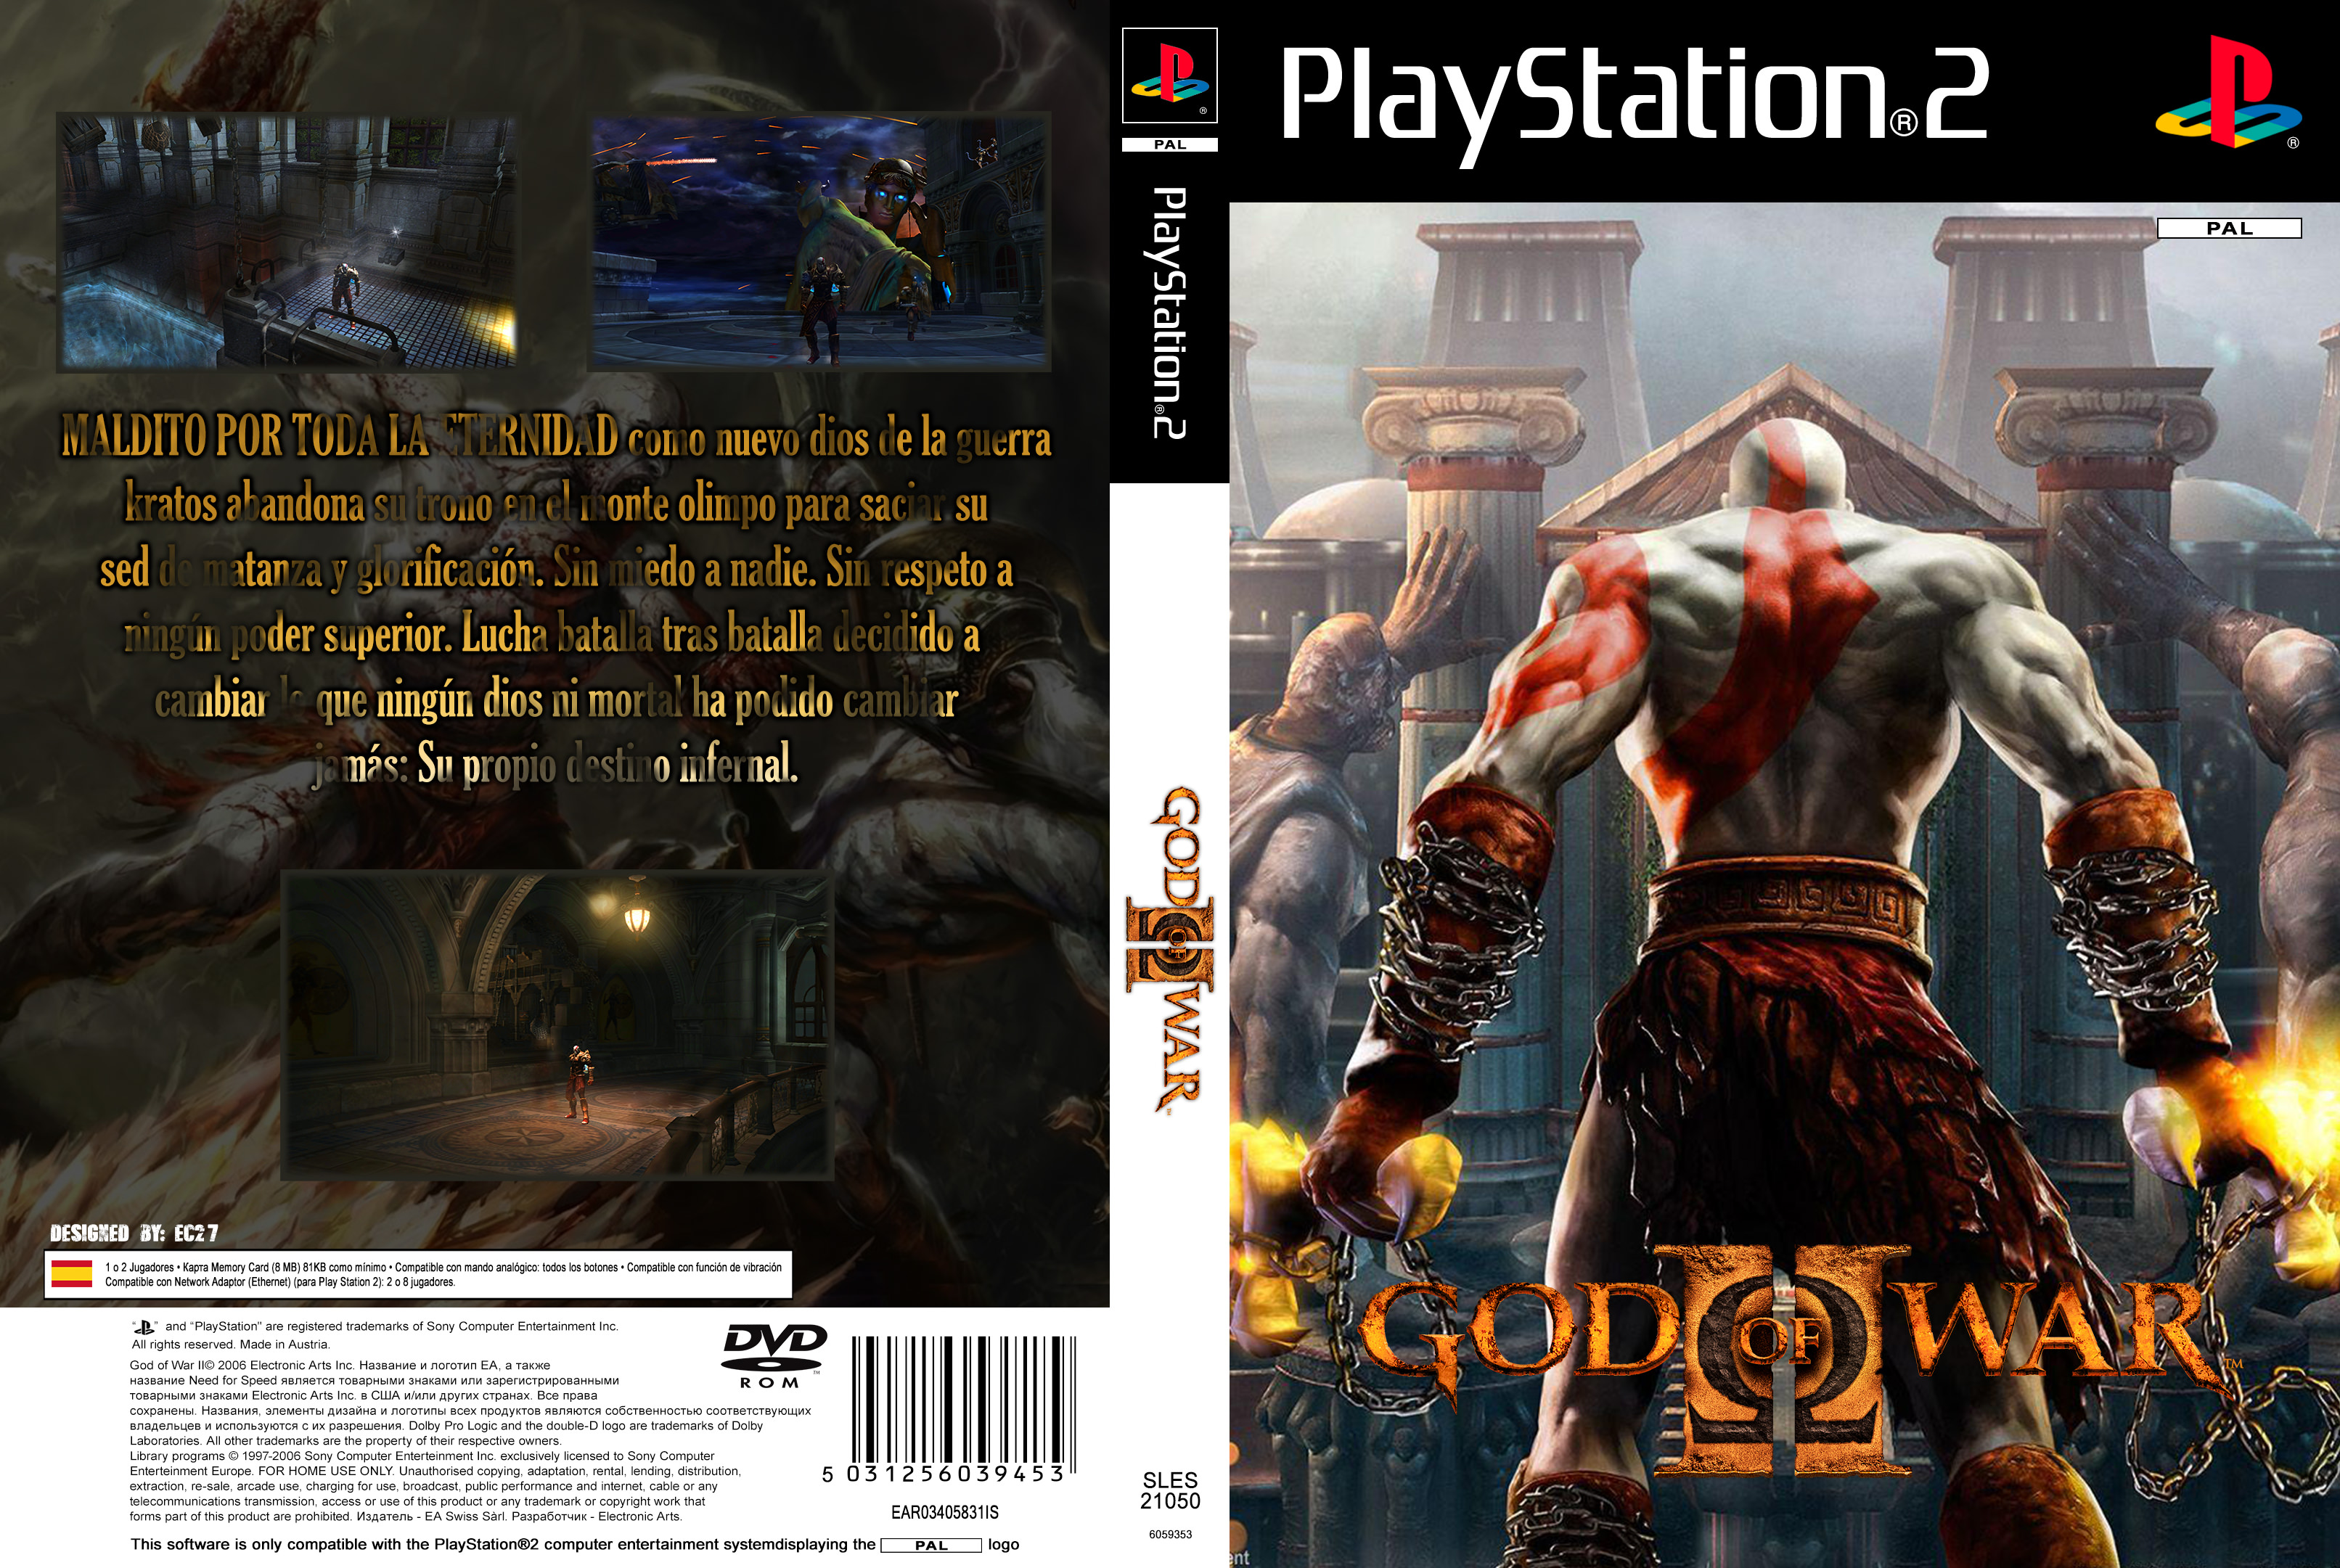 MALDITO POR TODA LA ETERNIDAD como nuevo dios de la guerra
kratos abandona su trono en el monte olimpo para saciar su
sed de matanza y glorificación. Sin miedo a nadie. Sin respeto a
ningún poder superior. Lucha batalla tras batalla decidido a
cambiar lo que ningún dios ni mortal ha podido cambiar
jamás: Su propio destino infernal.
DESIGNED BY: EC27
1 o 2 Jugadores • Карта Memory Card (8 MB) 81KB como mínimo • Compatible con mando analógico: todos los botones • Compatible con función de vibración
Compatible con Network Adaptor (Ethernet) (para Play Station 2): 2 o 8 jugadores.
“ ” and “PlayStation” are registered trademarks of Sony Computer Entertainment Inc.
All rights reserved. Made in Austria.
God of War II© 2006 Electronic Arts Inc. Название и логотип EA, а также
название Need for Speed является товарными знаками или зарегистрированными
товарными знаками Electronic Arts Inc. в США и/или других странах. Все права
сохранены. Названия, элементы дизайна и логотипы всех продуктов являются собственностью соответствующих
владельцев и используются с их разрешения. Dolby Pro Logic and the double-D logo are trademarks of Dolby
Laboratories. All other trademarks are the property of their respective owners.
Library programs © 1997-2006 Sony Computer Enterteinment Inc. exclusively licensed to Sony Computer
Enterteinment Europe. FOR HOME USE ONLY. Unauthorised copying, adaptation, rental, lending, distribution,
extraction, re-sale, arcade use, charging for use, broadcast, public performance and internet, cable or any
telecommunications transmission, access or use of this product or any trademark or copyright work that
forms part of this product are prohibited. Издатель - EA Swiss Sàrl. Разработчик - Electronic Arts.
This software is only compatible with the PlayStation®2 computer entertainment systemdisplaying the PAL logo
DVD
ROM
™
5 031256039453
EAR03405831IS
®
PAL
PlayStation®2
GOD OF WAR II
™
SLES
21050
6059353
PlayStation®2
®
PAL
GOD OF WAR II
™
ent